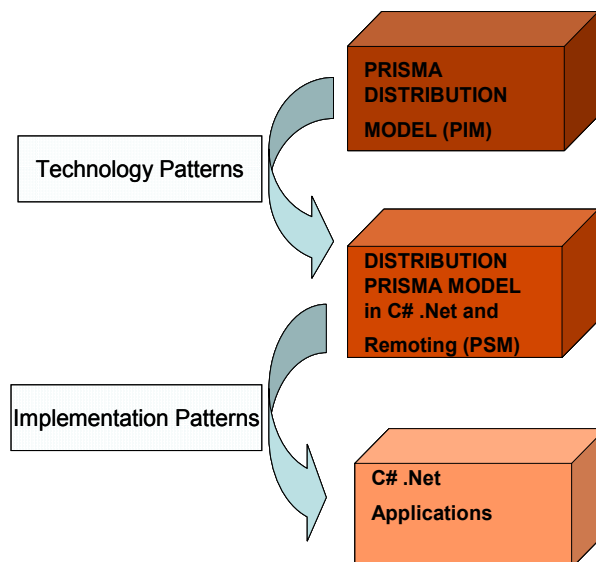 PRISMA
DISTRIBUTION
MODEL (PIM)
Technology Patterns
DISTRIBUTION
PRISMA MODEL
in C# .Net and
Remoting (PSM)
Implementation Patterns
C# .Net
Applications